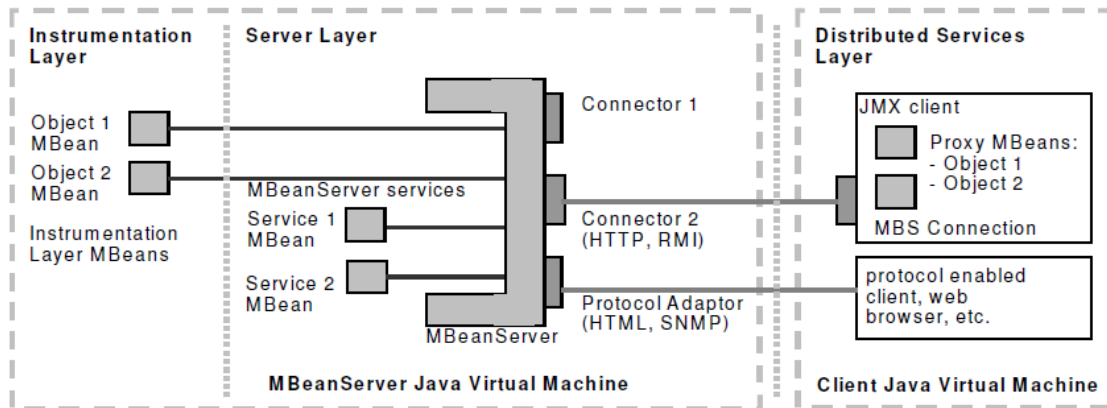 Instrumentation
Layer
Object 1
MBean
Object 2
MBean
Instrumentation
Layer MBeans
Server Layer
MBeanServer services
Service 1
MBean
Service 2
MBean
MBeanServer
Connector 1
Connector 2
(HTTP, RMI)
Protocol Adaptor
(HTML, SNMP)
MBeanServer Java Virtual Machine
Distributed Services
Layer
JMX client
Proxy MBeans:
- Object 1
- Object 2
MBS Connection
protocol enabled
client, web
browser, etc.
Client Java Virtual Machine